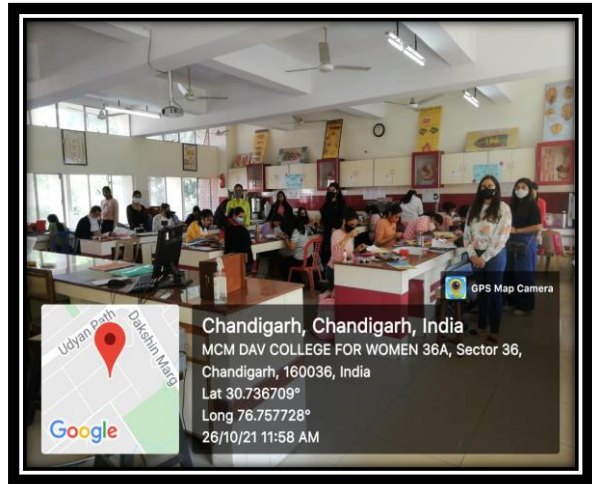 GPS Map Camera
Udyan Path
Dakshin Marg
Google
Chandigarh, Chandigarh, India
MCM DAV COLLEGE FOR WOMEN 36A, Sector 36,
Chandigarh, 160036, India
Lat 30.736709°
Long 76.757728°
26/10/21 11:58 AM